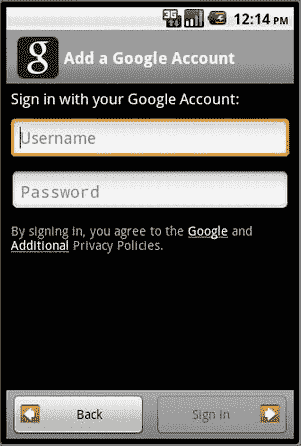 3G 12:14 PM
g Add a Google Account
Sign in with your Google Account:
Username
Password
By signing in, you agree to the Google and
Additional Privacy Policies.
Back Sign in